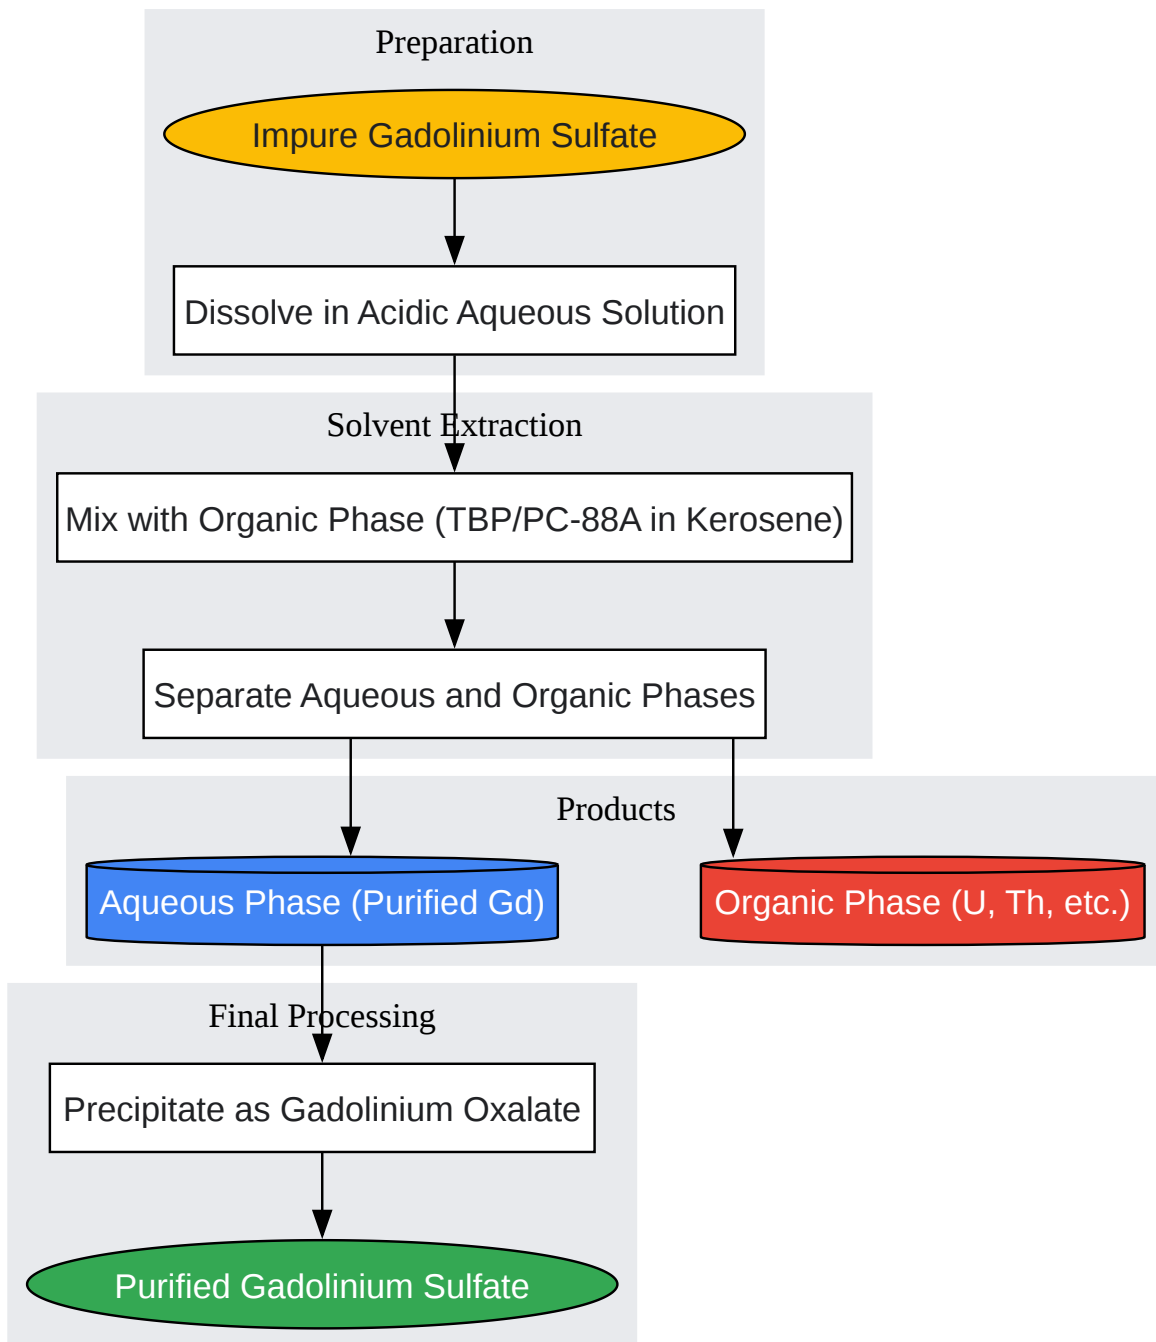 Preparation
Impure Gadolinium Sulfate
Dissolve in Acidic Aqueous Solution
Solvent Extraction
Mix with Organic Phase (TBP/PC-88A in Kerosene)
Separate Aqueous and Organic Phases
Products
Aqueous Phase (Purified Gd)
Organic Phase (U, Th, etc.)
Final Processing
Precipitate as Gadolinium Oxalate
Purified Gadolinium Sulfate